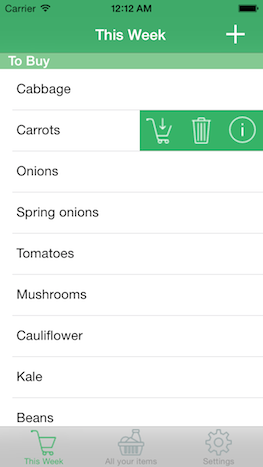 Carrier 12:12 AM
This Week
To Buy
Cabbage
Carrots
Onions
Spring onions
Tomatoes
Mushrooms
Cauliflower
Kale
Beans
This Week All your items Settings